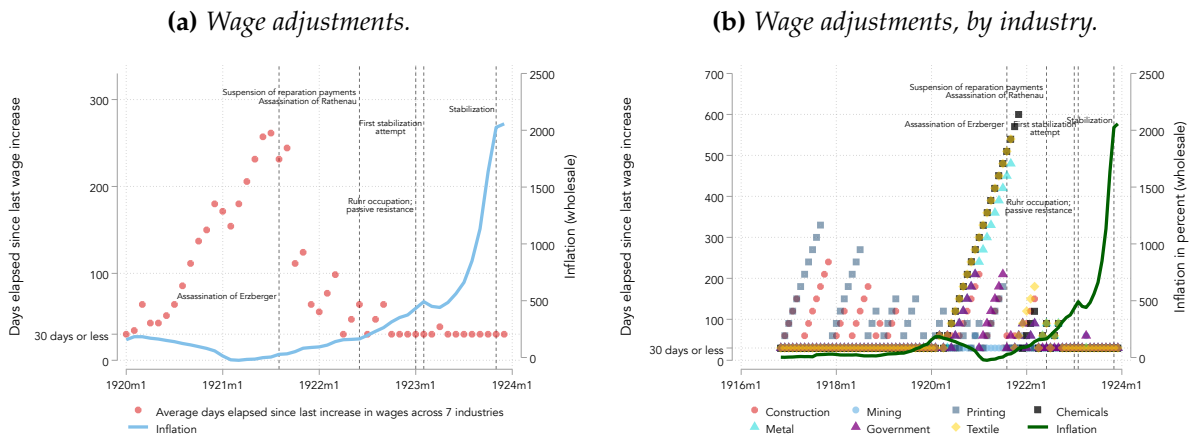 (a) Wage adjustments.
Days elapsed since last wage increase
300
200
100
30 days or less
0
Suspension of reparation payments
Assassination of Rathenau
First stabilization
attempt
Stabilization
Ruhr occupation;
passive resistance
Assassination of Erzberger
2500
2000
1500
1000
500
0
Inflation (wholesale)
1920m1
1921m1
1922m1
1923m1
1924m1
Average days elapsed since last increase in wages across 7 industries
Inflation
(b) Wage adjustments, by industry.
Days elapsed since last wage increase
700
600
500
400
300
200
100
30 days or less
0
Suspension of reparation payments
Assassination of Rathenau
Assassination of Erzberger
First stabilization
attempt
Stabilization
Ruhr occupation;
passive resistance
2500
2000
1500
1000
500
0
Inflation in percent (wholesale)
1916m1
1918m1
1920m1
1922m1
1924m1
Construction
Mining
Printing
Chemicals
Metal
Government
Textile
Inflation